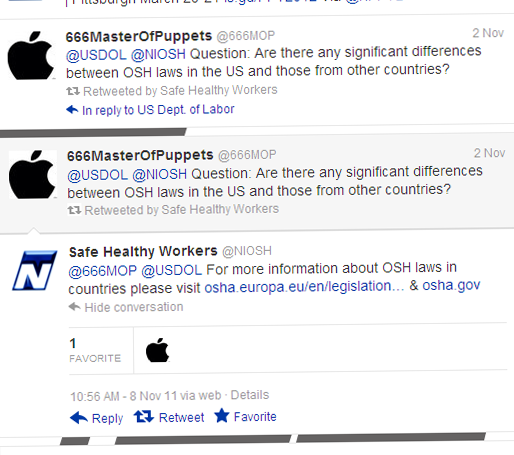 666MasterOfPuppets @666MOP 2 Nov
@USDOL @NIOSH Question: Are there any significant differences
between OSH laws in the US and those from other countries?
Retweeted by Safe Healthy Workers
In reply to US Dept. of Labor
666MasterOfPuppets @666MOP 2 Nov
@USDOL @NIOSH Question: Are there any significant differences
between OSH laws in the US and those from other countries?
Retweeted by Safe Healthy Workers
N
Safe Healthy Workers @NIOSH
@666MOP @USDOL For more information about OSH laws in
countries please visit osha.europa.eu/en/legislation... & osha.gov
Hide conversation
1
FAVORITE
10:56 AM - 8 Nov 11 via web · Details
Reply Retweet Favorite